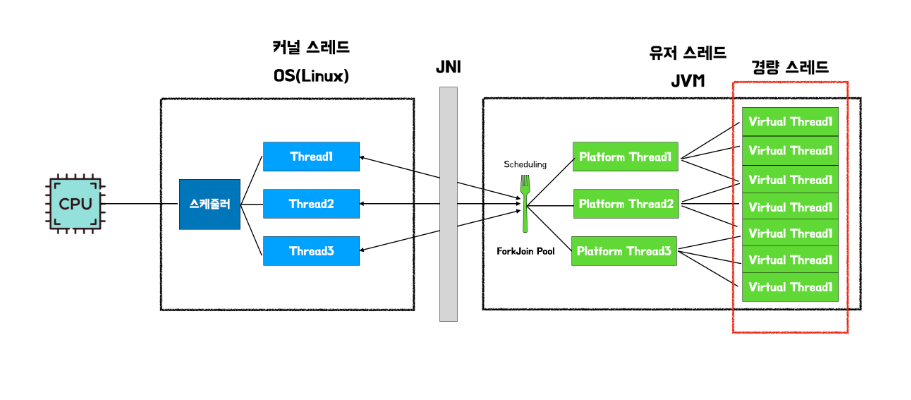 커널 스레드
OS(Linux)
JNI
유저 스레드
JVM
경량 스레드
CPU
스케줄러
Thread1
Thread2
Thread3
Scheduling
ForkJoin Pool
Platform Thread1
Platform Thread2
Platform Thread3
Virtual Thread1
Virtual Thread1
Virtual Thread1
Virtual Thread1
Virtual Thread1
Virtual Thread1
Virtual Thread1